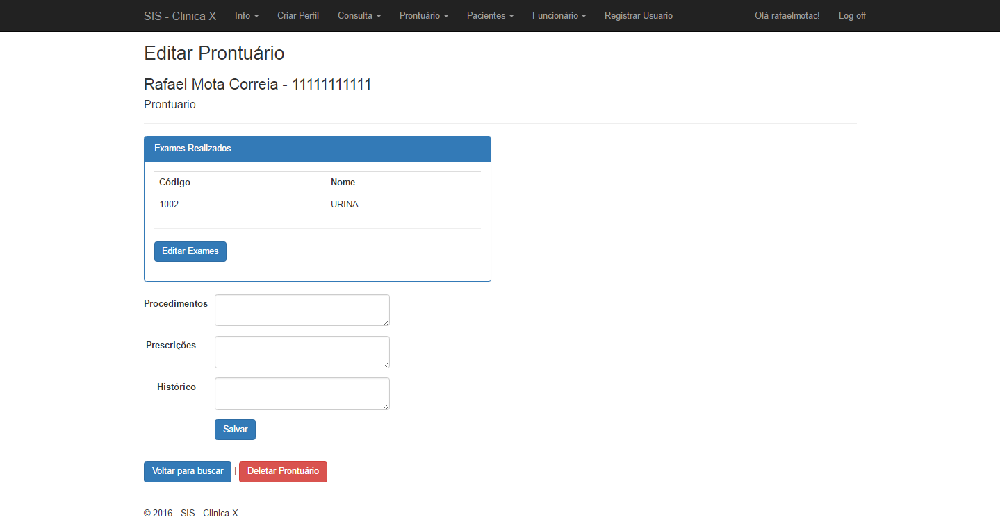 SIS - Clinica X Info Criar Perfil Consulta Prontuário Pacientes Funcionário Registrar Usuario Olá rafaelmotac! Log off
Editar Prontuário
Rafael Mota Correia - 11111111111
Prontuario
Exames Realizados
Código Nome
1002 URINA
Editar Exames
Procedimentos
Prescrições
Histórico
Salvar
Voltar para buscar | Deletar Prontuário
© 2016 - SIS - Clinica X